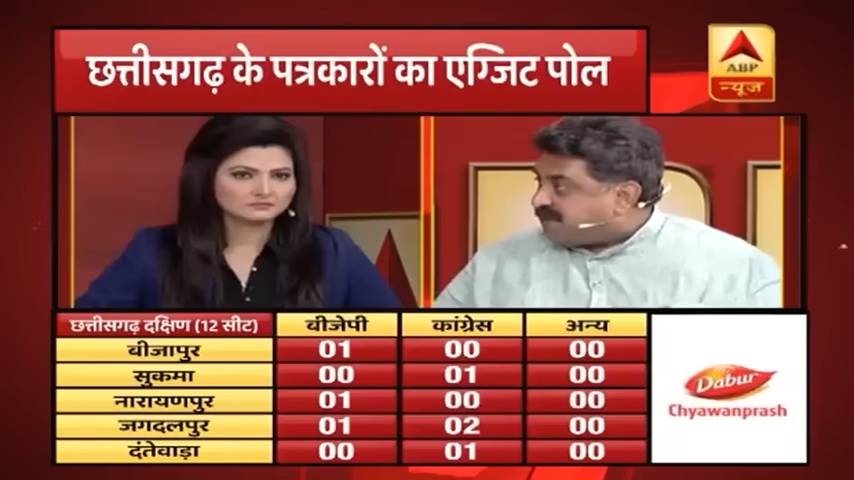 छत्तीसगढ़ के पत्रकारों का एग्जिट पोल
ABP
न्यूज़
छत्तीसगढ़ दक्षिण (12 सीट) बीजेपी कांग्रेस अन्य
बीजापुर 01 00 00
सुकमा 00 01 00
नारायणपुर 01 00 00
जगदलपुर 01 02 00
दंतेवाड़ा 00 01 00
Dabur
Chyawanprash